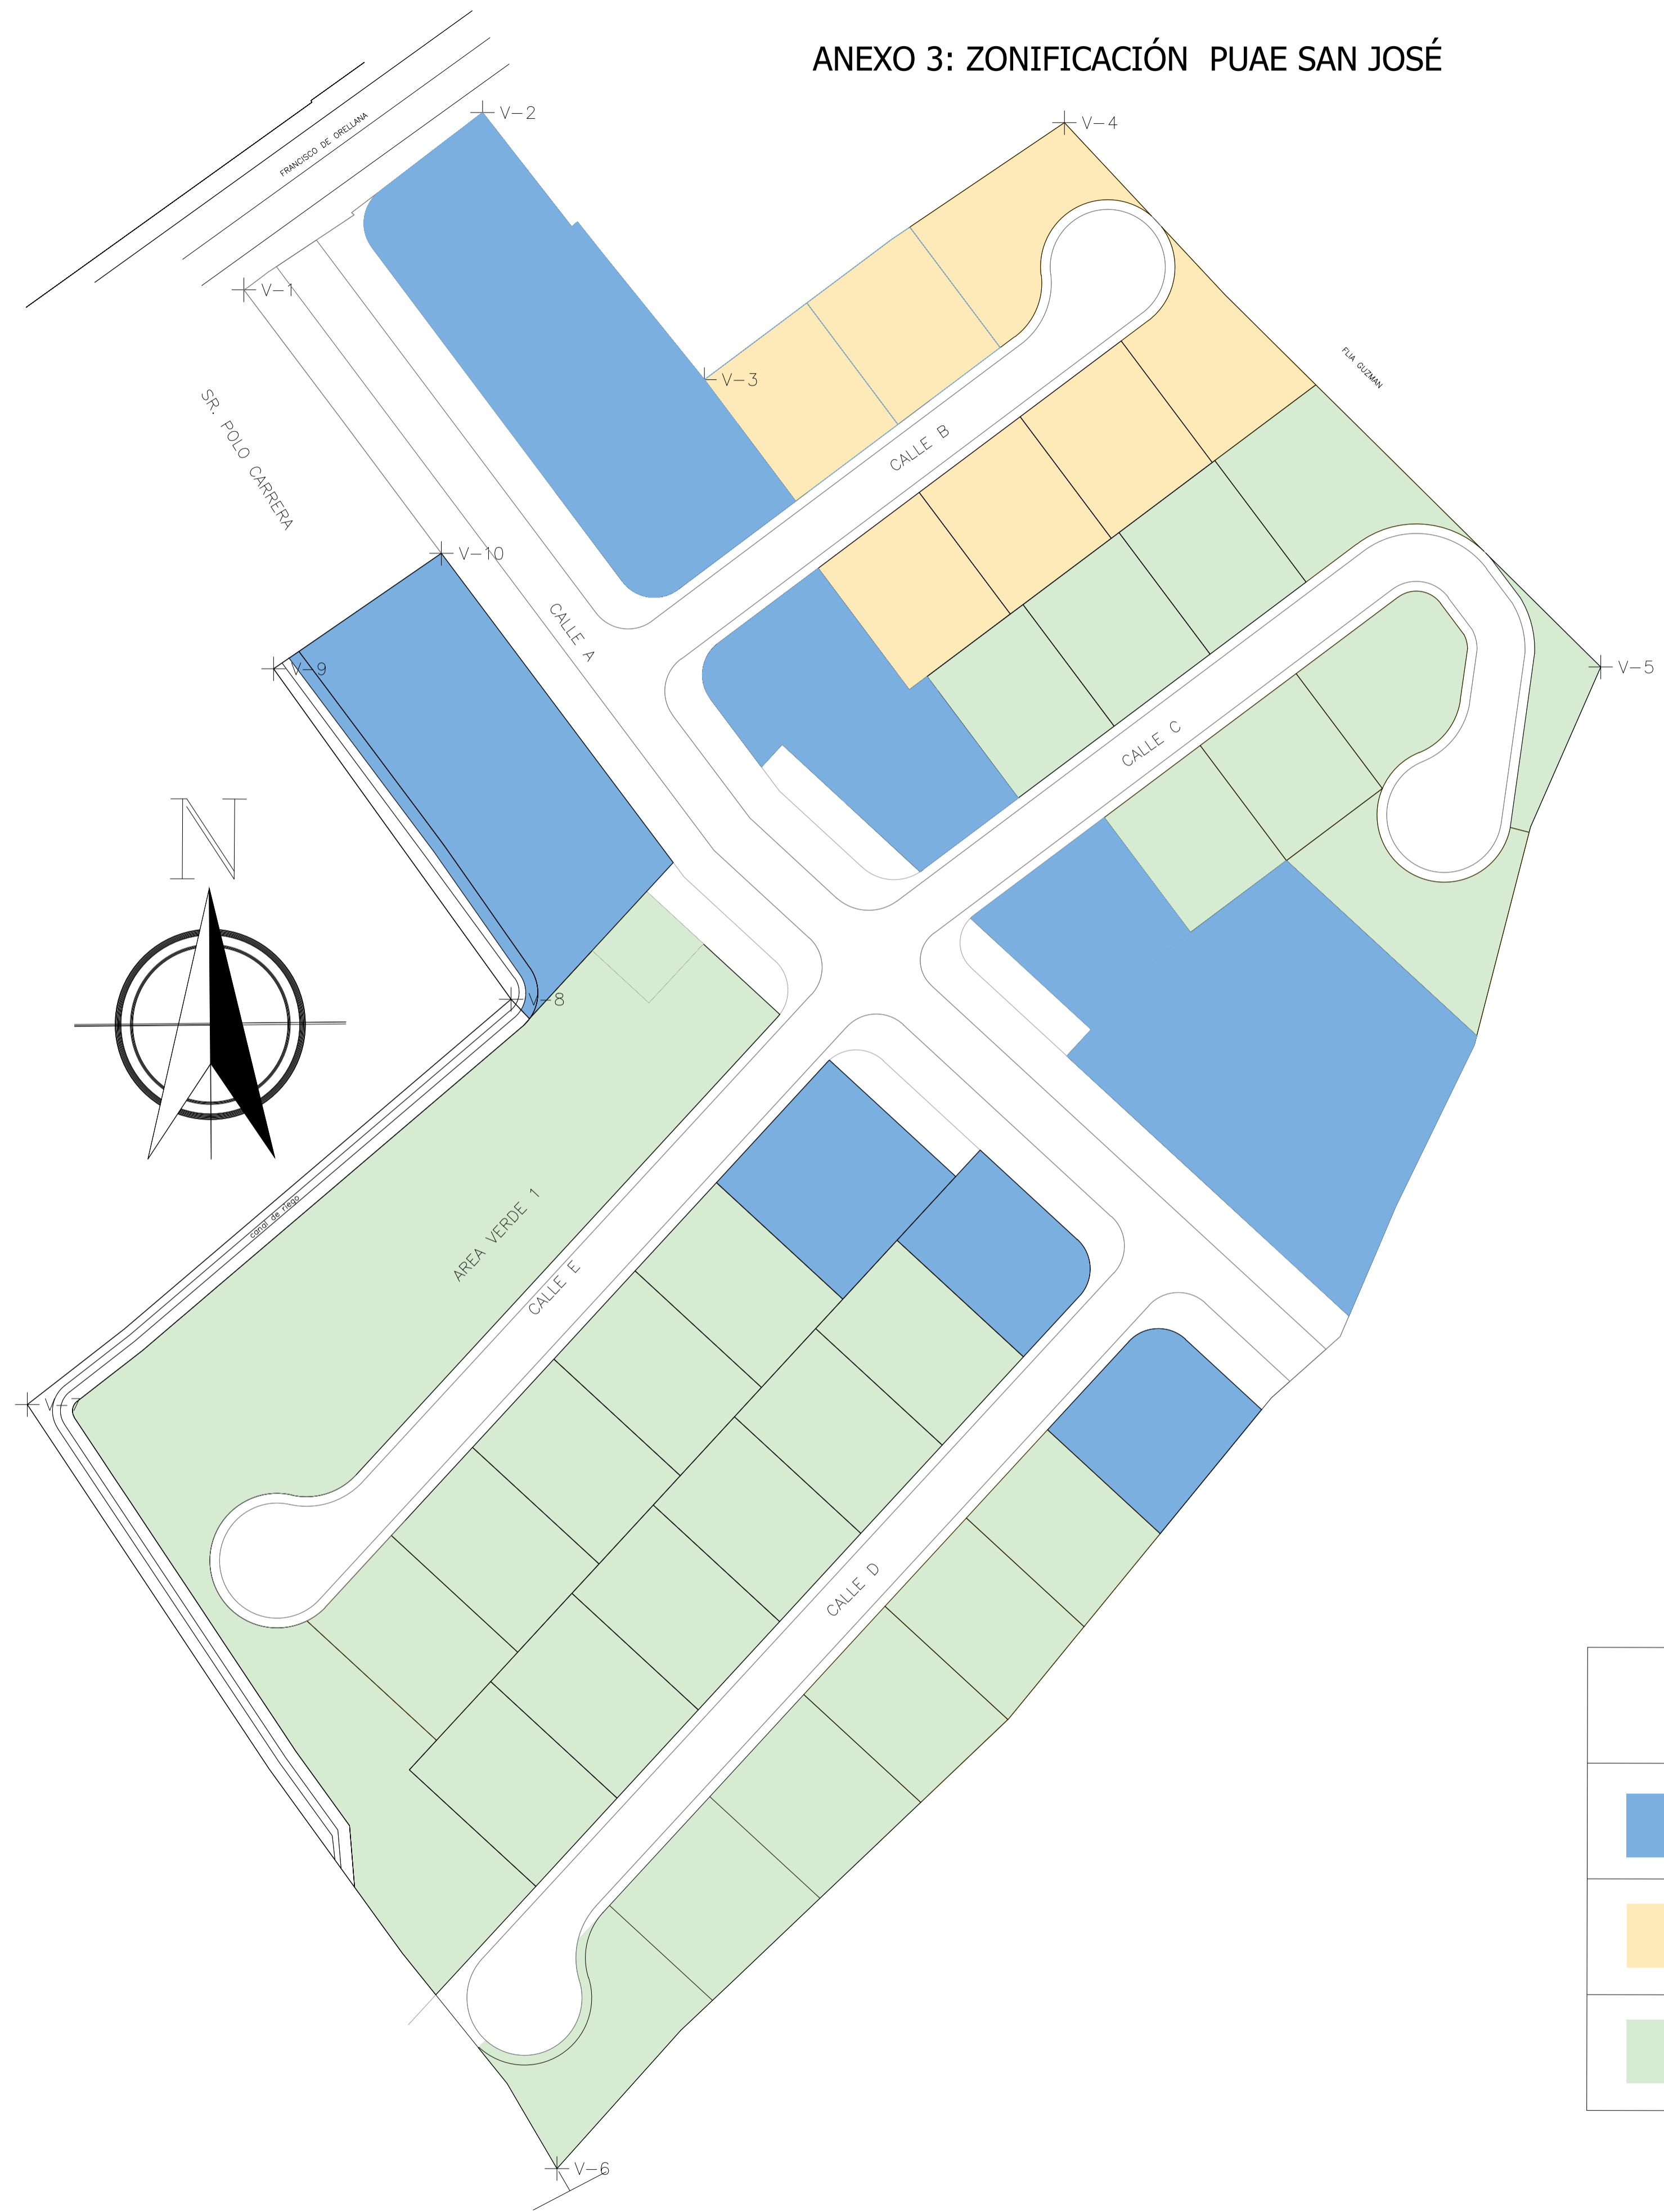 ANEXO 3: ZONIFICACIÓN PUAE SAN JOSÉ
V-2
V-4
FRANCISCO DE ORELLANA
V-1
FLIA GUZMAN
V-3
SR. POLO CARRERA
CALLE B
V-10
CALLE A
V-9
V-5
CALLE C
N
V-8
AREA VERDE 1
canal de riego
CALLE E
V-7
CALLE D
V-6